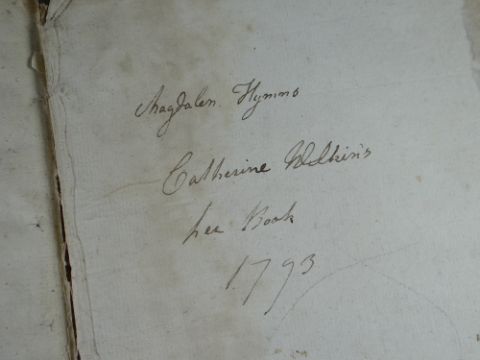 Magdalen Hymns
Catherine Wilkins
her Book
1793